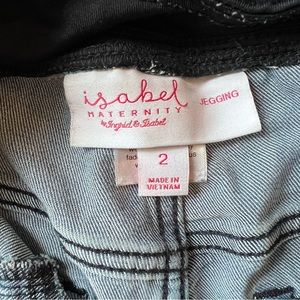 isabel
MATERNITY
by Ingrid & Isabel
JEGGING
2
MADE IN
VIETNAM